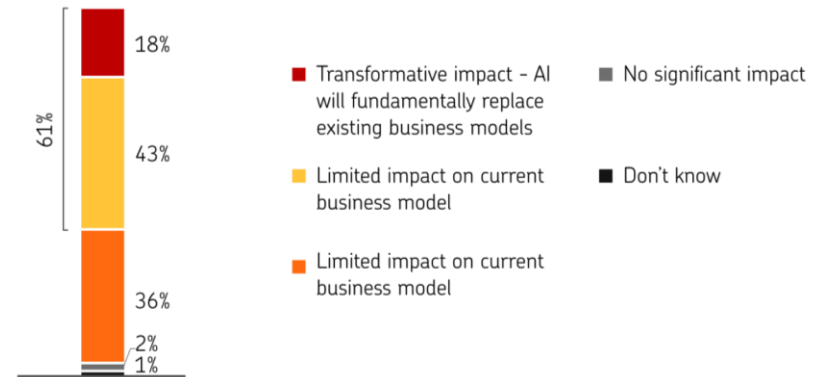 18%
61%
43%
36%
2%
1%
Transformative impact - AI
will fundamentally replace
existing business models
Limited impact on current
business model
Limited impact on current
business model
No significant impact
Don't know